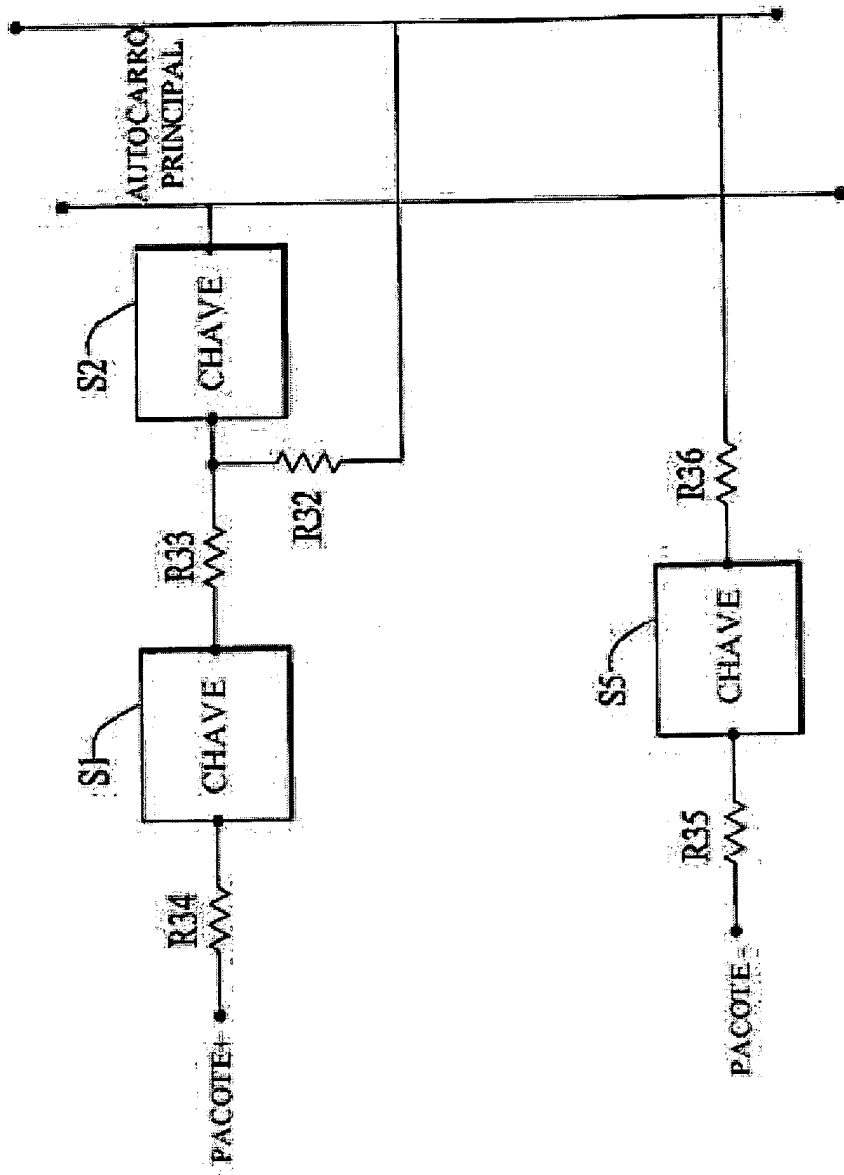 AUTOCARRO
PRINCIPAL
S2
CHAVE
R33
R32
S1
CHAVE
R34
PACOTE+
R36
S5
CHAVE
R35
PACOTE-